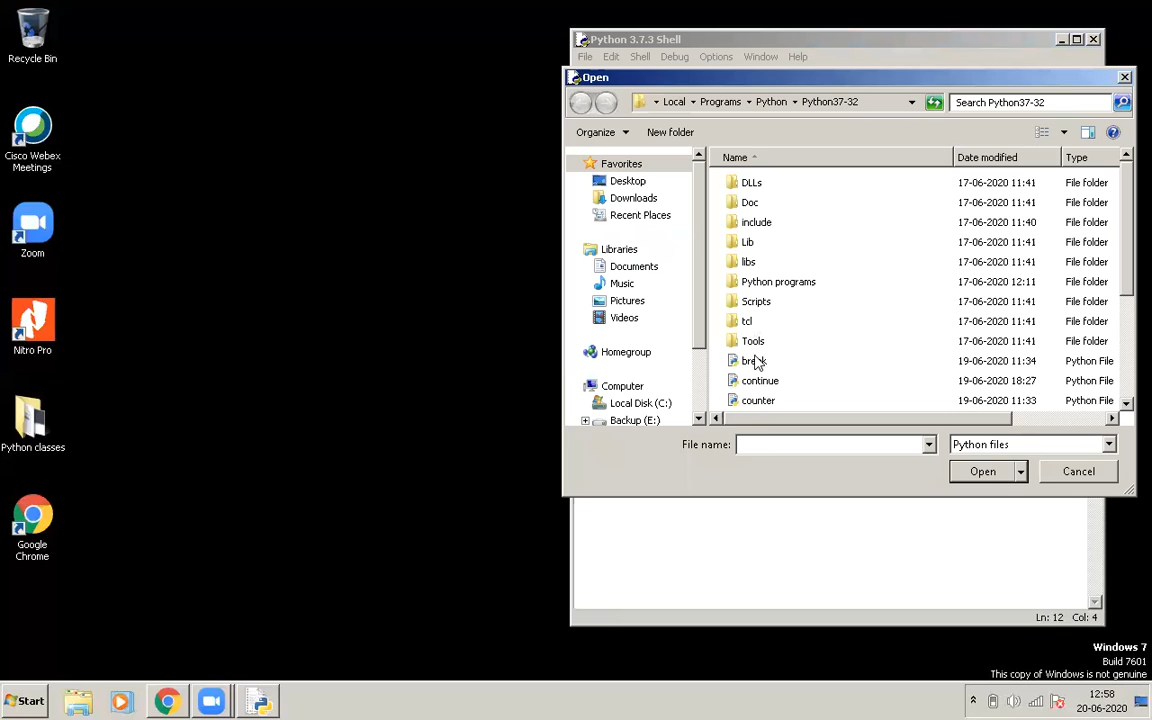 Recycle Bin
Cisco Webex
Meetings
Zoom
Nitro Pro
Python classes
Google
Chrome
Python 3.7.3 Shell
File Edit Shell Debug Options Window Help
Open
Local Programs Python Python37-32
Search Python37-32
Organize New folder
Favorites
Desktop
Downloads
Recent Places
Libraries
Documents
Music
Pictures
Videos
Homegroup
Computer
Local Disk (C:)
Backup (E:)
Name Date modified Type
DLLs 17-06-2020 11:41 File folder
Doc 17-06-2020 11:41 File folder
include 17-06-2020 11:40 File folder
Lib 17-06-2020 11:41 File folder
libs 17-06-2020 11:41 File folder
Python programs 17-06-2020 12:11 File folder
Scripts 17-06-2020 11:41 File folder
tcl 17-06-2020 11:41 File folder
Tools 17-06-2020 11:41 File folder
break 19-06-2020 11:34 Python File
continue 19-06-2020 18:27 Python File
counter 19-06-2020 11:33 Python File
File name: Python files
Open Cancel
Ln: 12 Col: 4
Windows 7
Build 7601
This copy of Windows is not genuine
Start
12:58
20-06-2020